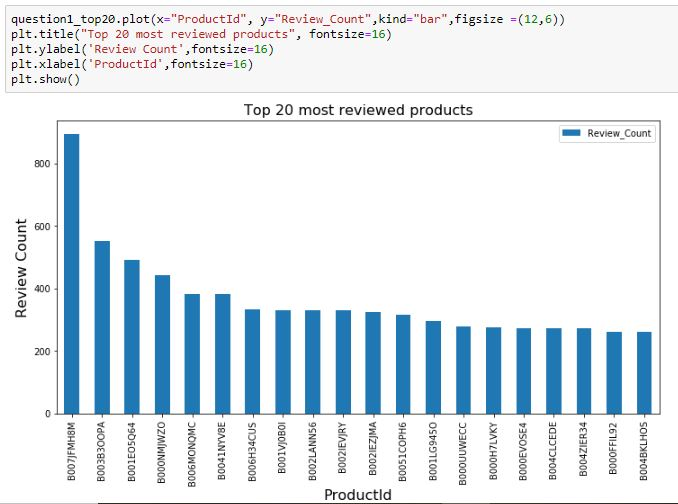 question1_top20.plot(x="ProductId", y="Review_Count",kind="bar",figsize =(12,6))
plt.title("Top 20 most reviewed products", fontsize=16)
plt.ylabel('Review Count',fontsize=16)
plt.xlabel('ProductId',fontsize=16)
plt.show()
Top 20 most reviewed products
Review_Count
Review Count
800
600
400
200
0
B007JFMH8M
B003B3OOPA
B001EO5Q64
B000NMJWZO
B006MONQMC
B0041NYV8E
B006H34CUS
B001VJ0B0I
B002LANN56
B002IEVJRY
B002IEZJMA
B0051COPH6
B001LG945O
B000UUWECC
B000H7LVKY
B000EVOSE4
B004CLCEDE
B004ZIER34
B000FFIL92
B004BKLHOS
ProductId